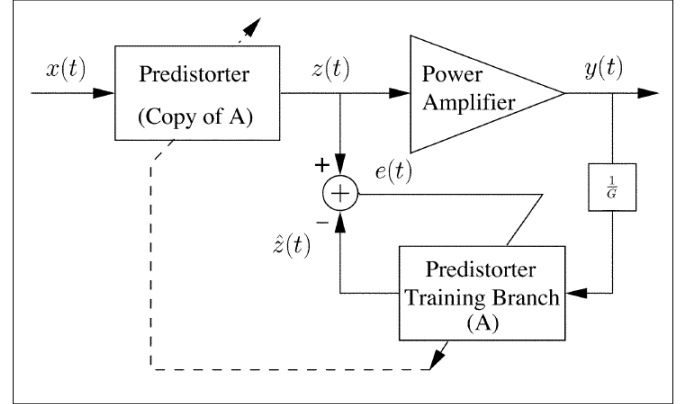 x(t)
Predistorter
(Copy of A)
z(t)
Power
Amplifier
y(t)
+
+
e(t)
−
ẑ(t)
1/G
Predistorter
Training Branch
(A)